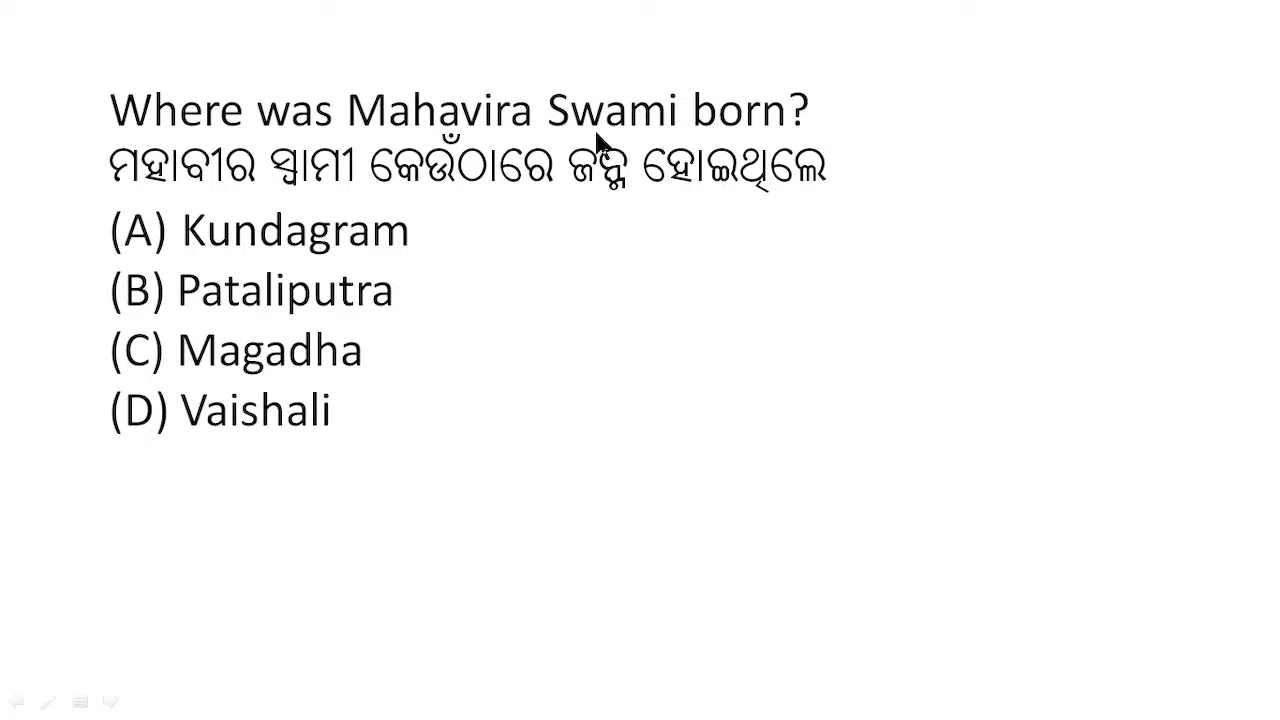 Where was Mahavira Swami born?
ମହାବୀର ସ୍ୱାମୀ କେଉଁଠାରେ ଜନ୍ମ ହୋଇଥିଲେ
(A) Kundagram
(B) Pataliputra
(C) Magadha
(D) Vaishali